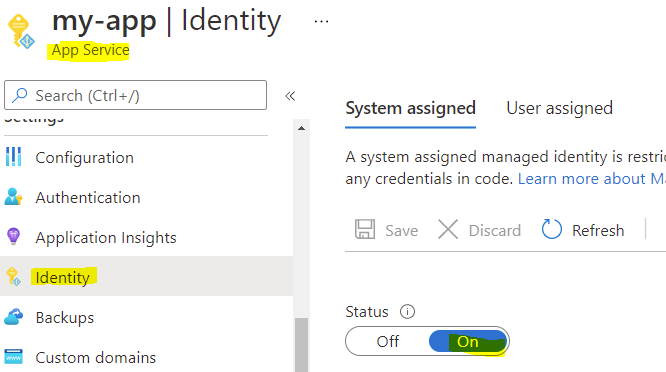 my-app | Identity ...
App Service
Search (Ctrl+/) «
Settings
Configuration
Authentication
Application Insights
Identity
Backups
Custom domains
System assigned User assigned
A system assigned managed identity is restric
any credentials in code. Learn more about Ma
Save Discard Refresh
Status
Off On